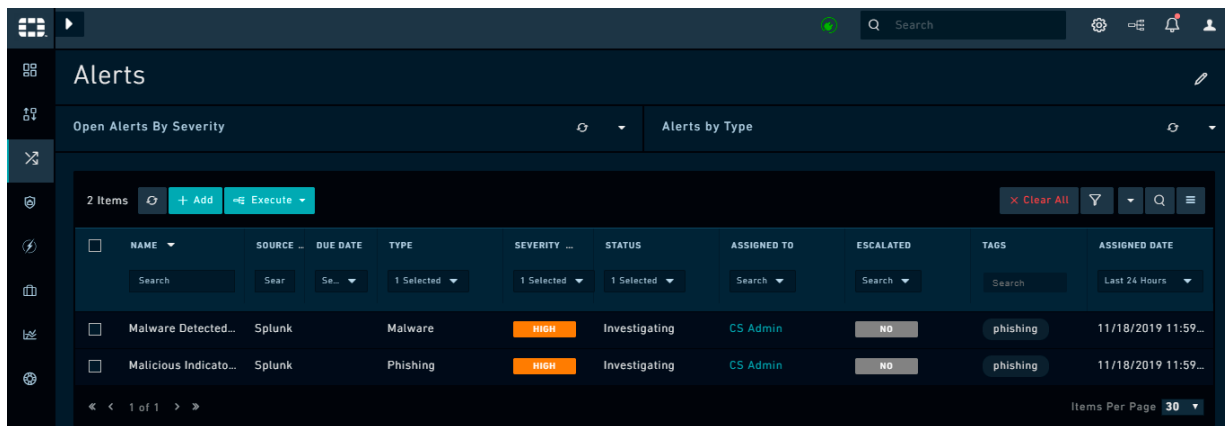 Search
Alerts
Open Alerts By Severity
Alerts by Type
2 Items + Add Execute × Clear All
NAME SOURCE ... DUE DATE TYPE SEVERITY ... STATUS ASSIGNED TO ESCALATED TAGS ASSIGNED DATE
Search Sear Se... 1 Selected 1 Selected 1 Selected Search Search Search Last 24 Hours
Malware Detected... Splunk Malware HIGH Investigating CS Admin NO phishing 11/18/2019 11:59...
Malicious Indicato... Splunk Phishing HIGH Investigating CS Admin NO phishing 11/18/2019 11:59...
« < 1 of 1 > » Items Per Page 30